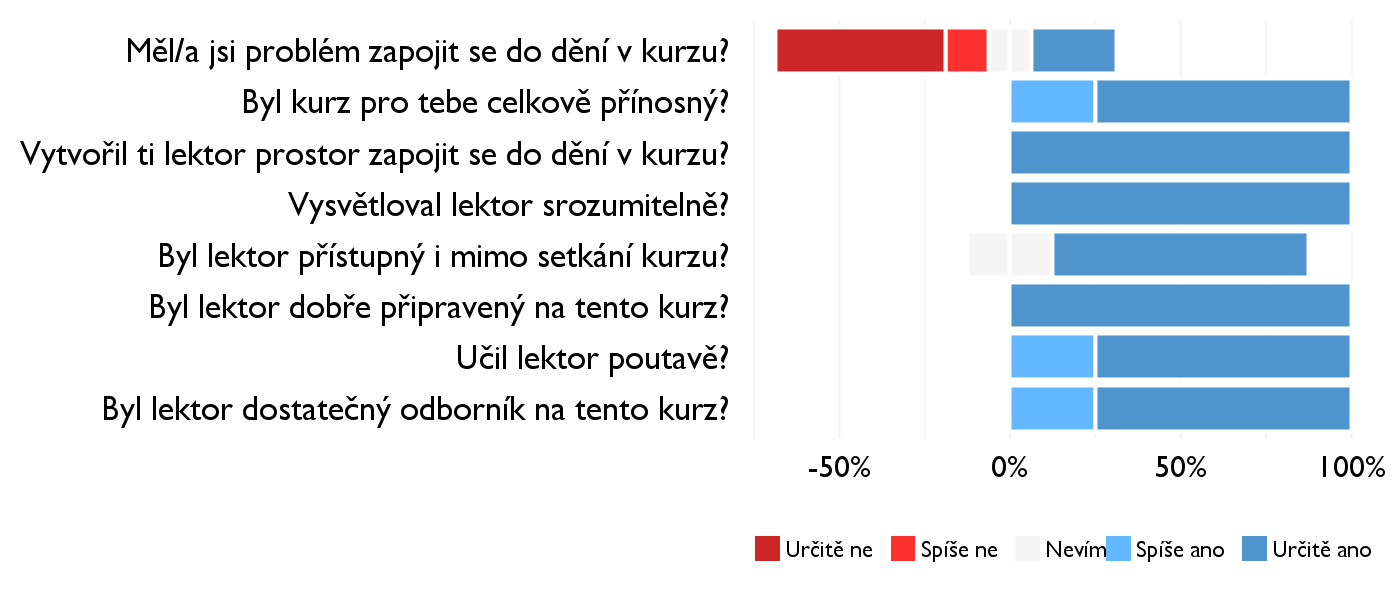 Měl/a jsi problém zapojit se do dění v kurzu?
Byl kurz pro tebe celkově přínosný?
Vytvořil ti lektor prostor zapojit se do dění v kurzu?
Vysvětloval lektor srozumitelně?
Byl lektor přístupný i mimo setkání kurzu?
Byl lektor dobře připravený na tento kurz?
Učil lektor poutavě?
Byl lektor dostatečný odborník na tento kurz?
-50% 0% 50% 100%
Určitě ne Spíše ne Nevím Spíše ano Určitě ano